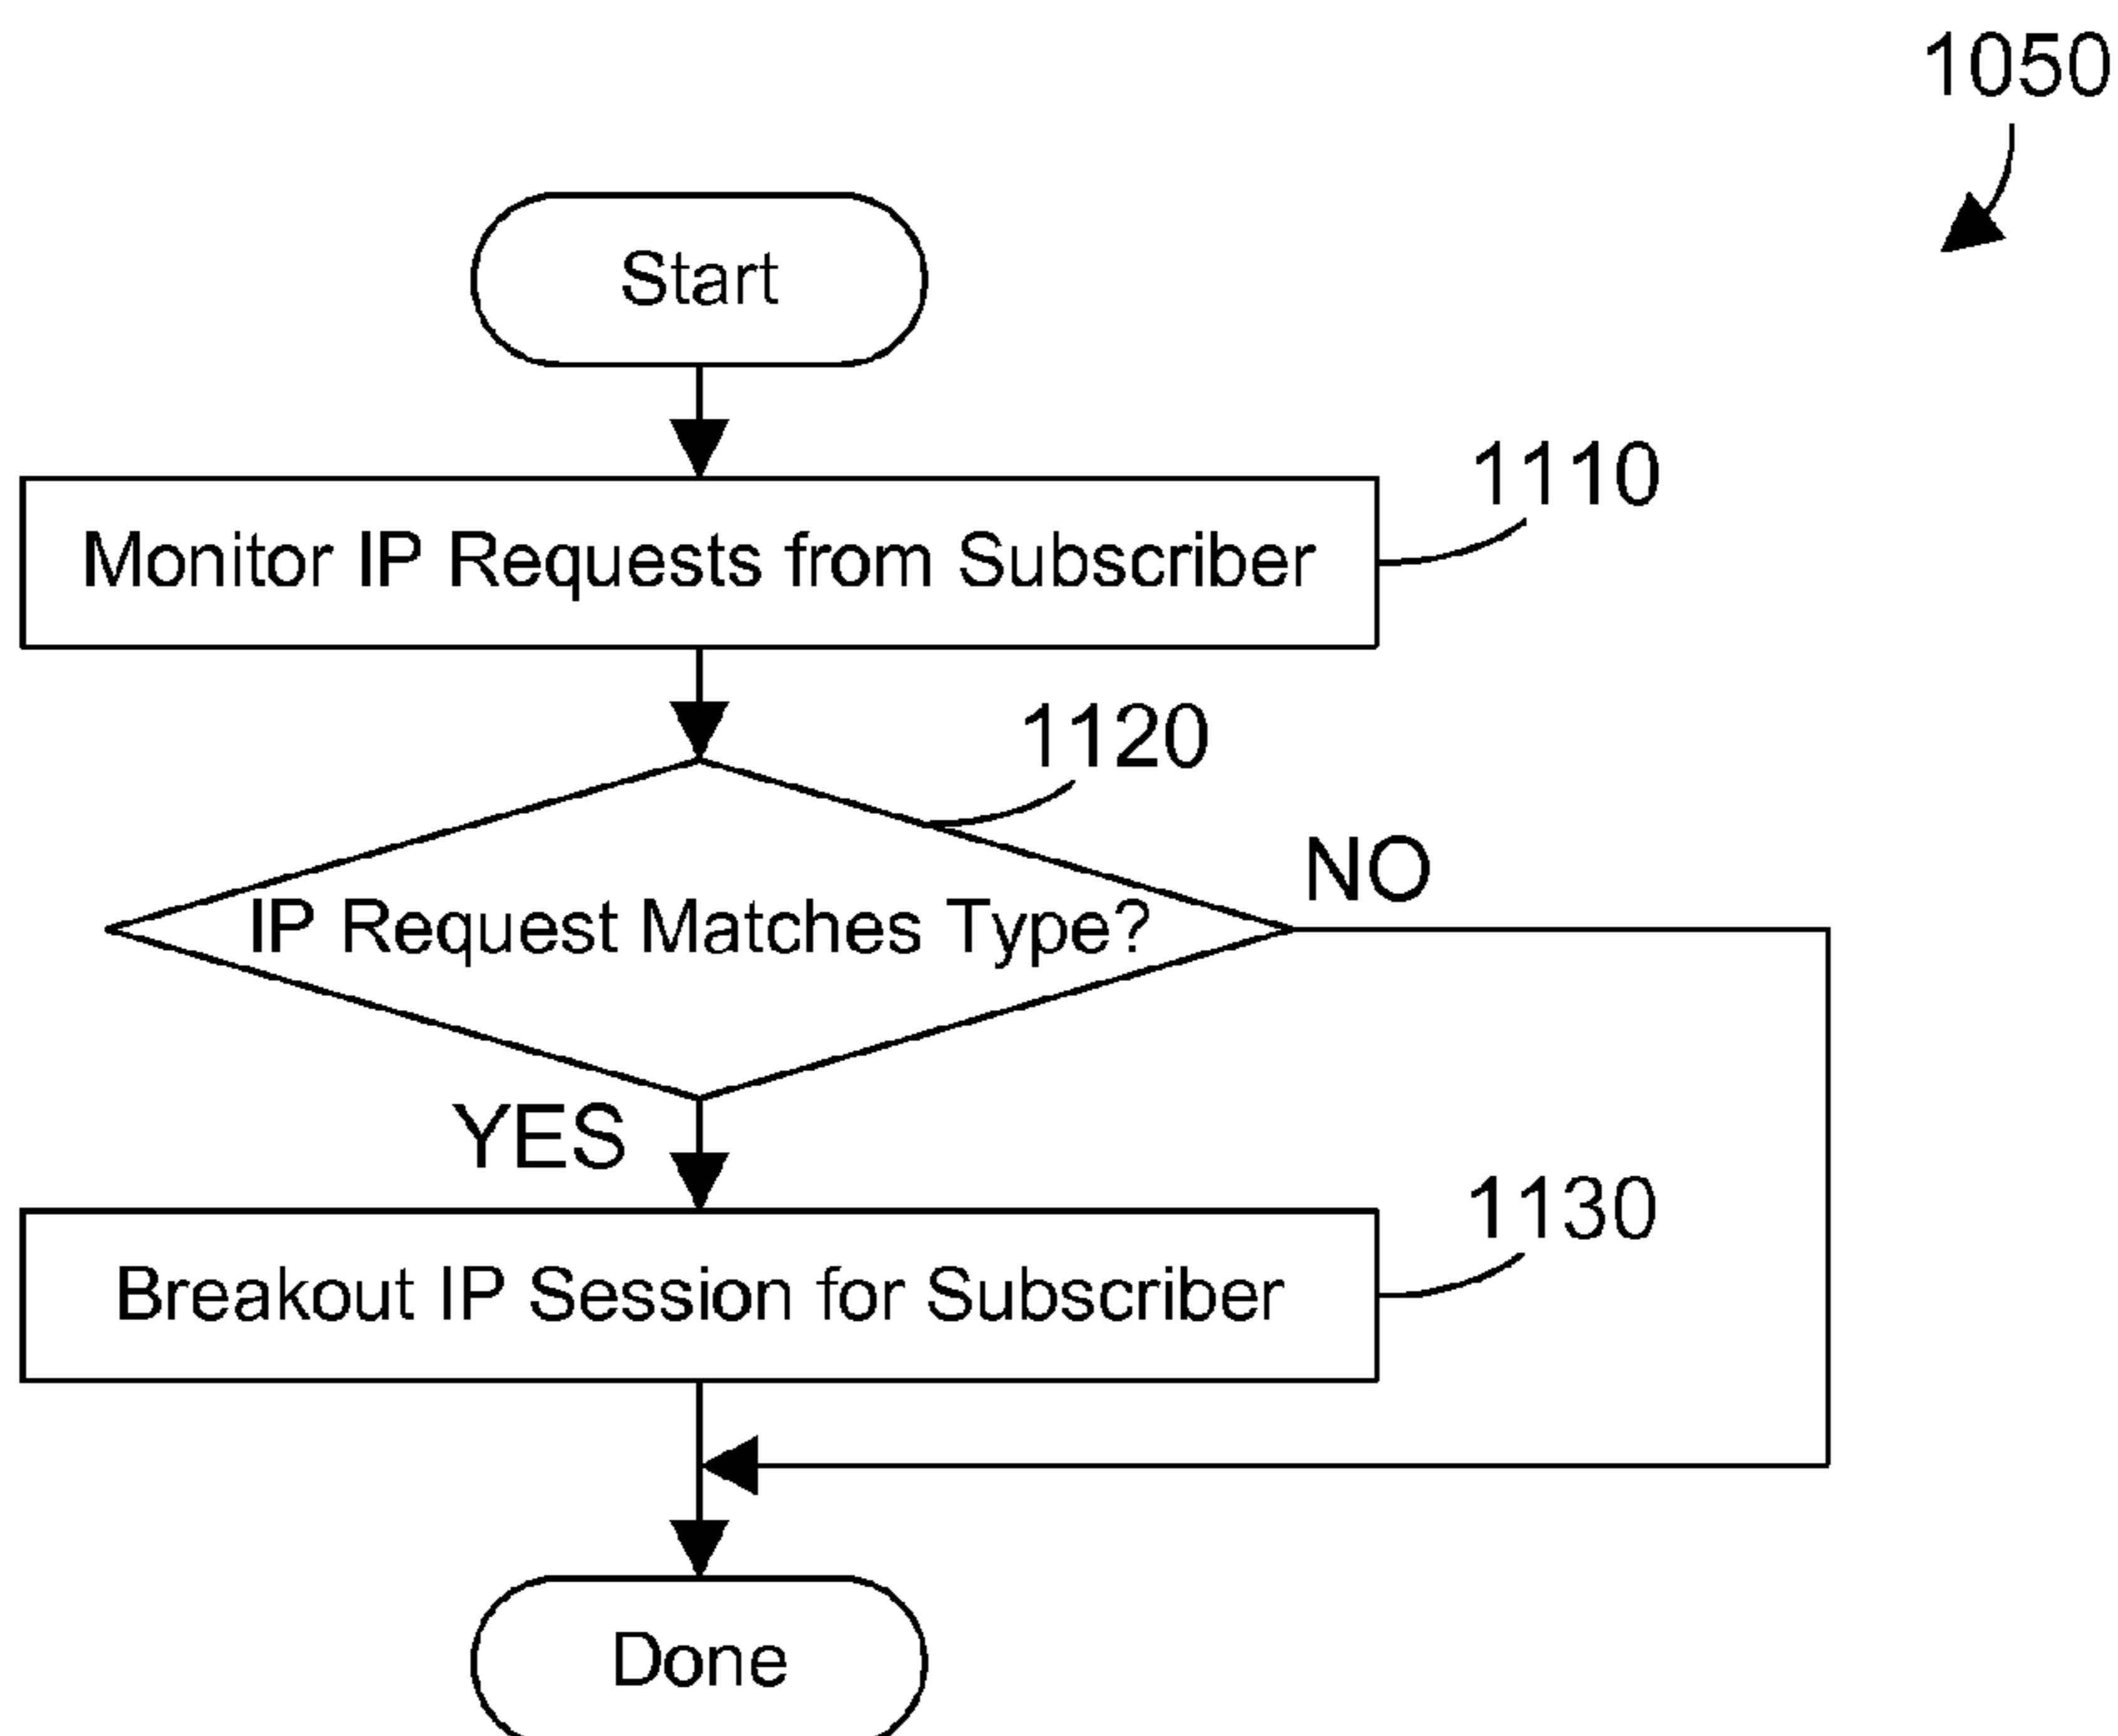 1050
Start
Monitor IP Requests from Subscriber
1110
1120
IP Request Matches Type?
NO
YES
1130
Breakout IP Session for Subscriber
Done